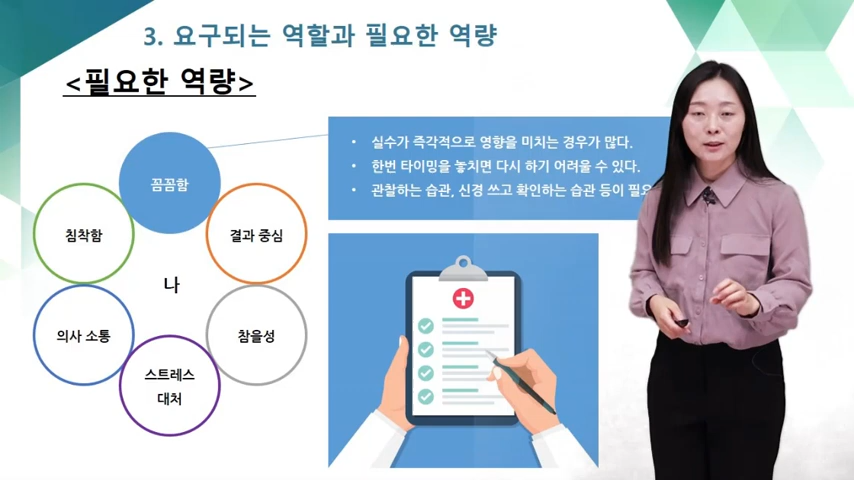 3. 요구되는 역할과 필요한 역량
<필요한 역량>
꼼꼼함
침착함
결과 중심
나
의사 소통
참을성
스트레스
대처
• 실수가 즉각적으로 영향을 미치는 경우가 많다.
• 한번 타이밍을 놓치면 다시 하기 어려울 수 있다.
• 관찰하는 습관, 신경 쓰고 확인하는 습관 등이